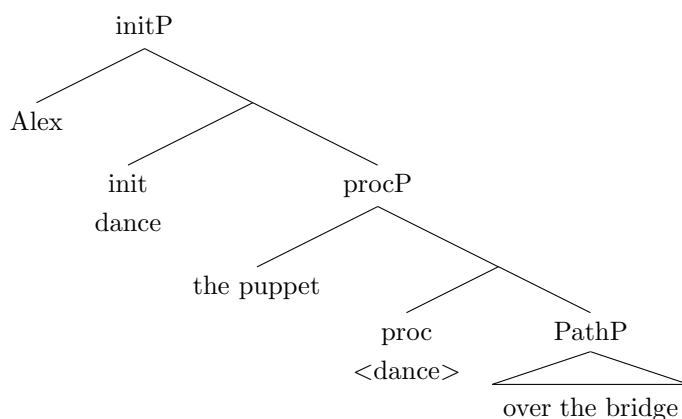 initP
Alex
init
dance
procP
the puppet
proc
<dance>
PathP
over the bridge